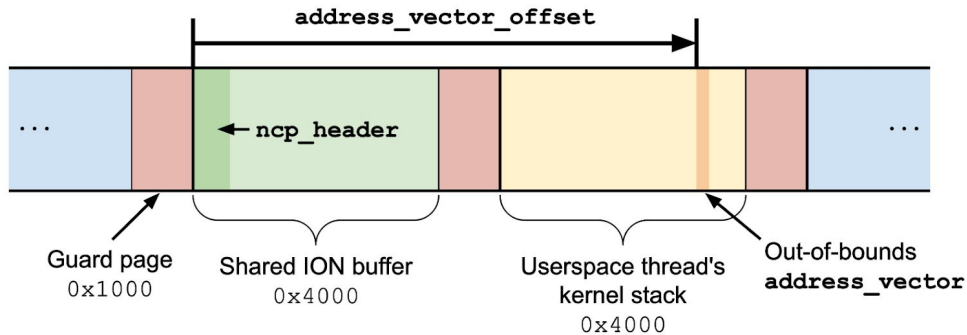 address_vector_offset
...
ncp_header
...
Guard page
0x1000
Shared ION buffer
0x4000
Userspace thread's
kernel stack
0x4000
Out-of-bounds
address_vector